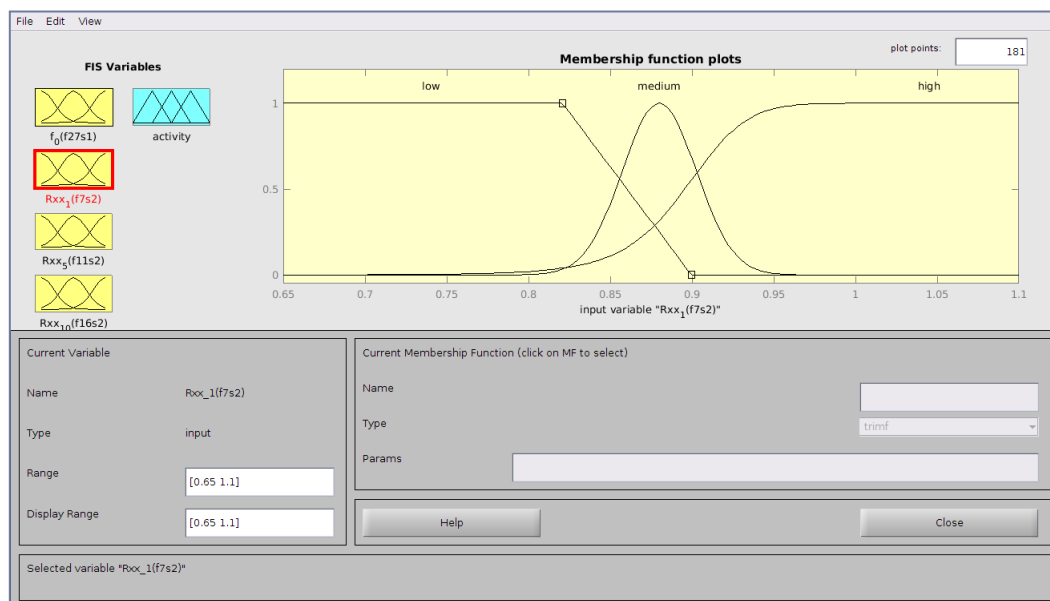 File Edit View
plot points: 181
FIS Variables
f0(f27s1)
activity
Rxx1(f7s2)
Rxx5(f11s2)
Rxx10(f16s2)
Membership function plots
low medium high
1
0.5
0
0.65 0.7 0.75 0.8 0.85 0.9 0.95 1 1.05 1.1
input variable "Rxx1(f7s2)"
Current Variable
Name Rxx_1(f7s2)
Type input
Range [0.65 1.1]
Display Range [0.65 1.1]
Current Membership Function (click on MF to select)
Name
Type trimf
Params
Help Close
Selected variable "Rxx_1(f7s2)"